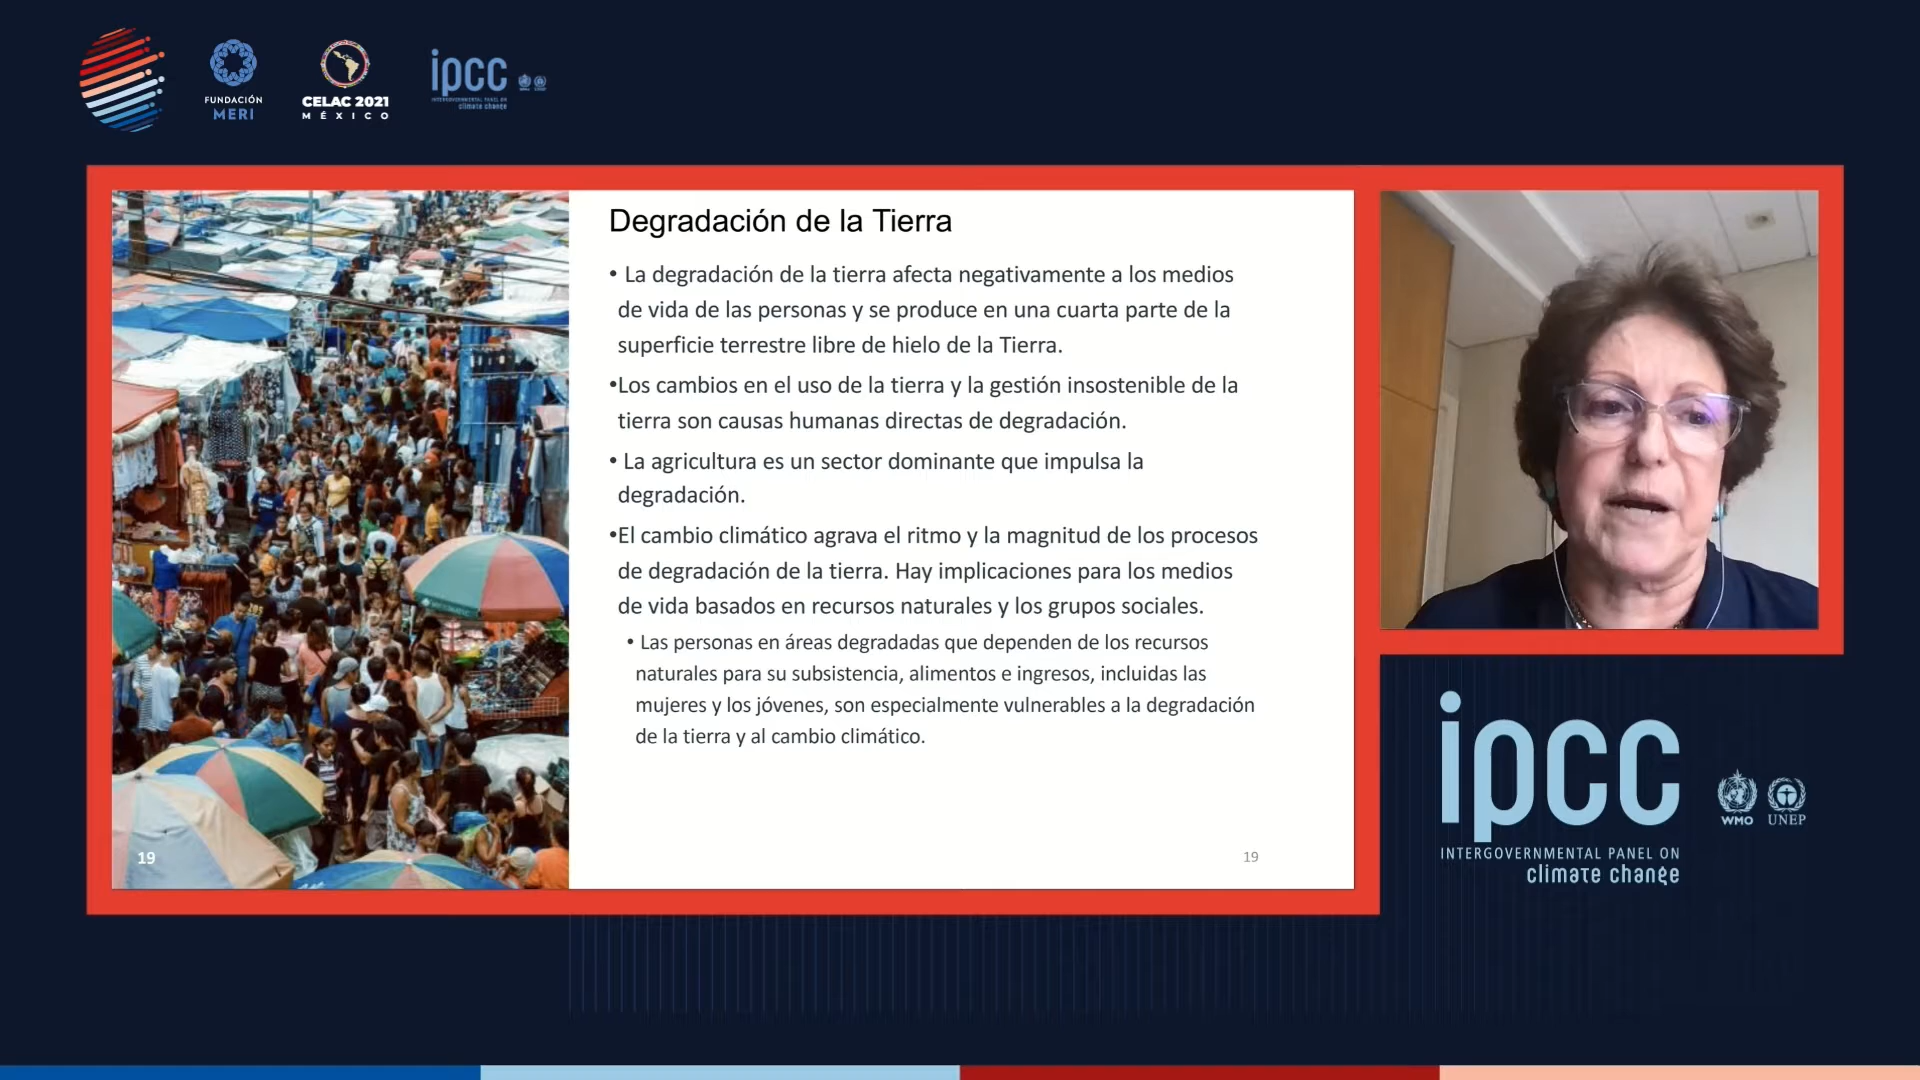 FUNDACIÓN
MERI
CELAC 2021
MÉXICO
ipcc
INTERGOVERNMENTAL PANEL ON
climate change
Degradación de la Tierra
• La degradación de la tierra afecta negativamente a los medios
de vida de las personas y se produce en una cuarta parte de la
superficie terrestre libre de hielo de la Tierra.
•Los cambios en el uso de la tierra y la gestión insostenible de la
tierra son causas humanas directas de degradación.
• La agricultura es un sector dominante que impulsa la
degradación.
•El cambio climático agrava el ritmo y la magnitud de los procesos
de degradación de la tierra. Hay implicaciones para los medios
de vida basados en recursos naturales y los grupos sociales.
• Las personas en áreas degradadas que dependen de los recursos
naturales para su subsistencia, alimentos e ingresos, incluidas las
mujeres y los jóvenes, son especialmente vulnerables a la degradación
de la tierra y al cambio climático.
19
19
ipcc
WMO UNEP
INTERGOVERNMENTAL PANEL ON
climate change